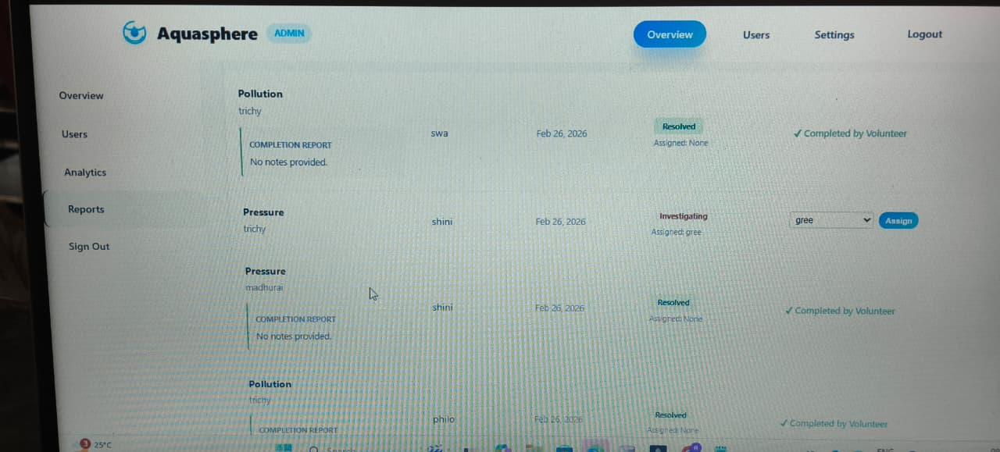 Aquasphere ADMIN
Overview Users Settings Logout
Overview
Users
Analytics
Reports
Sign Out
Pollution
trichy
COMPLETION REPORT
No notes provided.
swa
Feb 26, 2026
Resolved
Assigned: None
✓ Completed by Volunteer
Pressure
trichy
shini
Feb 26, 2026
Investigating
Assigned: gree
gree
Assign
Pressure
madhurai
COMPLETION REPORT
No notes provided.
shini
Feb 26, 2026
Resolved
Assigned: None
✓ Completed by Volunteer
Pollution
trichy
COMPLETION REPORT
philo
Feb 26, 2026
Resolved
Assigned: None
✓ Completed by Volunteer
3
25°C
Search
ENG